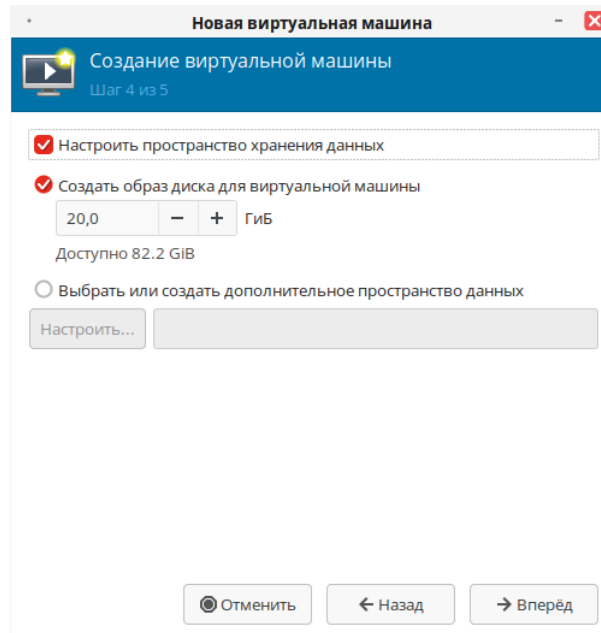 Новая виртуальная машина
Создание виртуальной машины
Шаг 4 из 5
Настроить пространство хранения данных
Создать образ диска для виртуальной машины
20,0 − + ГиБ
Доступно 82.2 GiB
Выбрать или создать дополнительное пространство данных
Настроить...
Отменить Назад Вперёд